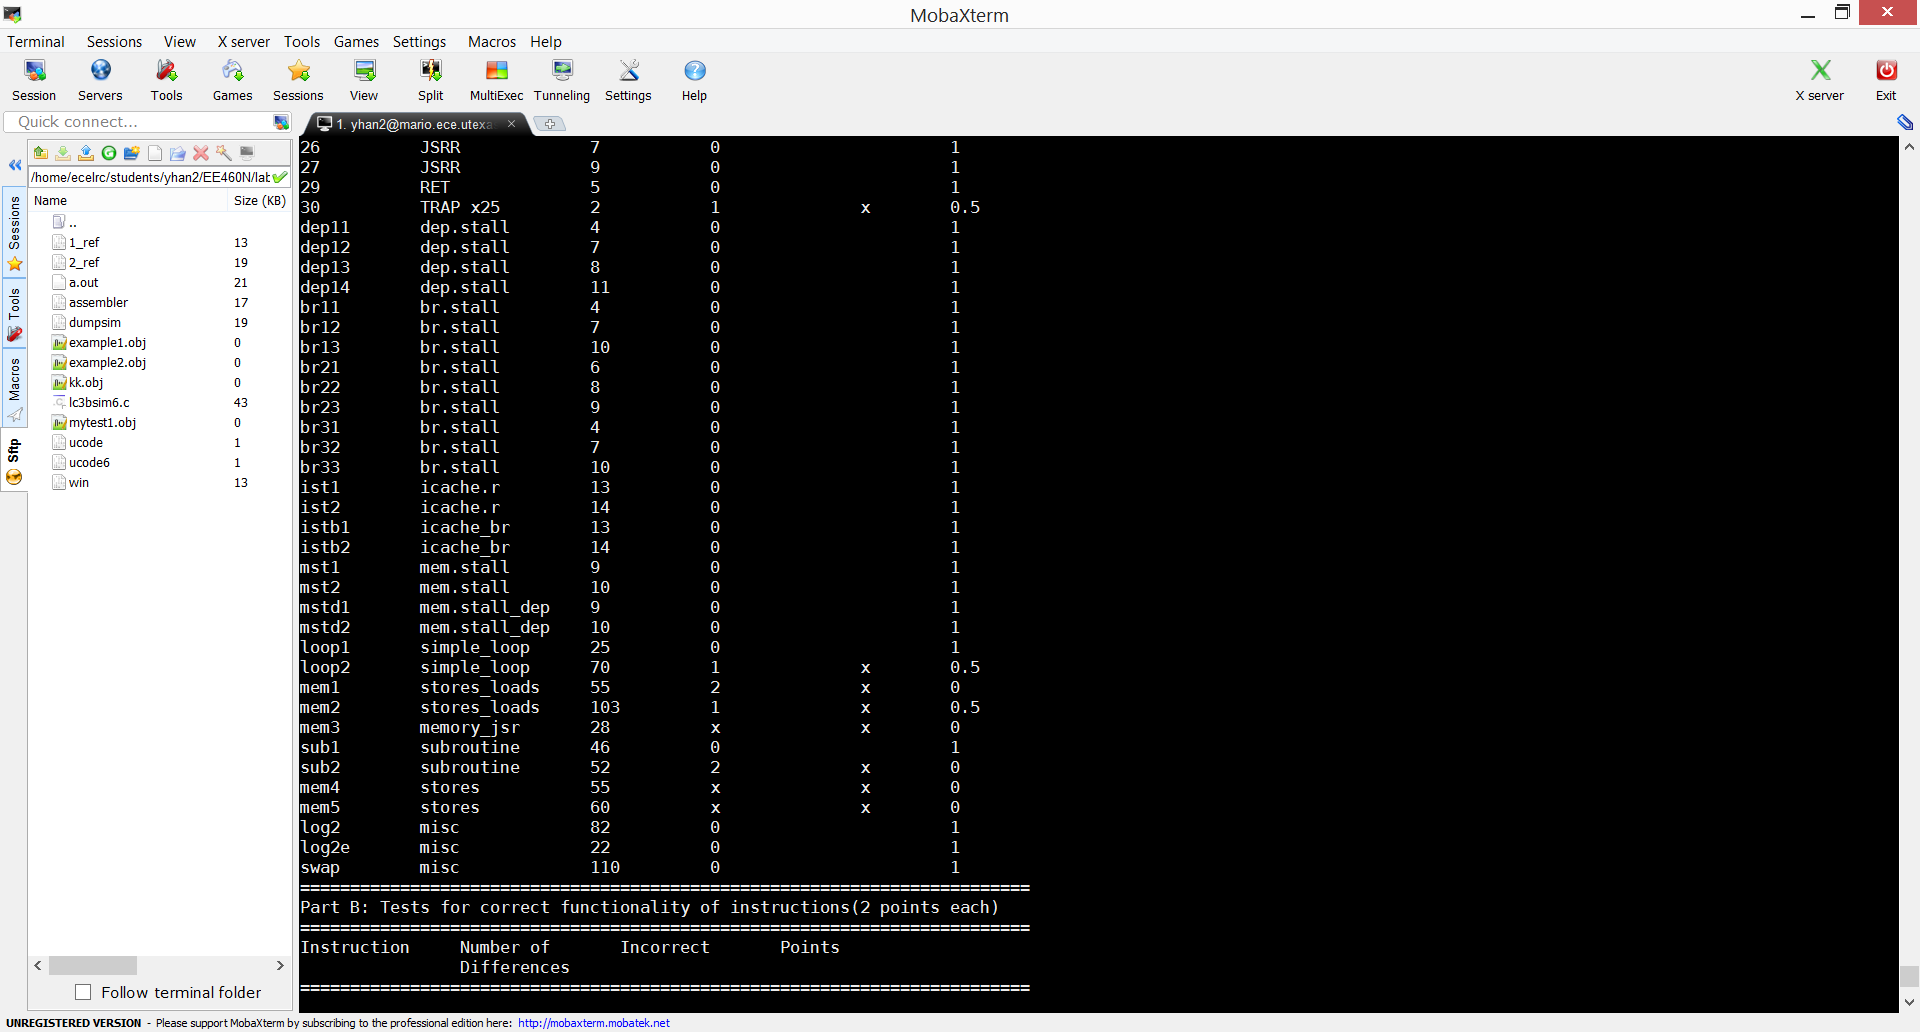 MobaXterm
Terminal Sessions View X server Tools Games Settings Macros Help
Session Servers Tools Games Sessions View Split MultiExec Tunneling Settings Help X server Exit
Quick connect...
1. yhan2@mario.ece.utexa
/home/ecelrc/students/yhan2/EE460N/lab
Name Size (KB)
..
1_ref 13
2_ref 19
a.out 21
assembler 17
dumpsim 19
example1.obj 0
example2.obj 0
kk.obj 0
lc3bsim6.c 43
mytest1.obj 0
ucode 1
ucode6 1
win 13
Sessions
Tools
Macros
Sftp
Follow terminal folder
26 JSRR 7 0 1
27 JSRR 9 0 1
29 RET 5 0 1
30 TRAP x25 2 1 x 0.5
dep11 dep.stall 4 0 1
dep12 dep.stall 7 0 1
dep13 dep.stall 8 0 1
dep14 dep.stall 11 0 1
br11 br.stall 4 0 1
br12 br.stall 7 0 1
br13 br.stall 10 0 1
br21 br.stall 6 0 1
br22 br.stall 8 0 1
br23 br.stall 9 0 1
br31 br.stall 4 0 1
br32 br.stall 7 0 1
br33 br.stall 10 0 1
ist1 icache.r 13 0 1
ist2 icache.r 14 0 1
istb1 icache_br 13 0 1
istb2 icache_br 14 0 1
mst1 mem.stall 9 0 1
mst2 mem.stall 10 0 1
mstd1 mem.stall_dep 9 0 1
mstd2 mem.stall_dep 10 0 1
loop1 simple_loop 25 0 1
loop2 simple_loop 70 1 x 0.5
mem1 stores_loads 55 2 x 0
mem2 stores_loads 103 1 x 0.5
mem3 memory_jsr 28 x x 0
sub1 subroutine 46 0 1
sub2 subroutine 52 2 x 0
mem4 stores 55 x x 0
mem5 stores 60 x x 0
log2 misc 82 0 1
log2e misc 22 0 1
swap misc 110 0 1
=========================================================================
Part B: Tests for correct functionality of instructions(2 points each)
=========================================================================
Instruction Number of Incorrect Points
Differences
=========================================================================
UNREGISTERED VERSION - Please support MobaXterm by subscribing to the professional edition here: http://mobaxterm.mobatek.net